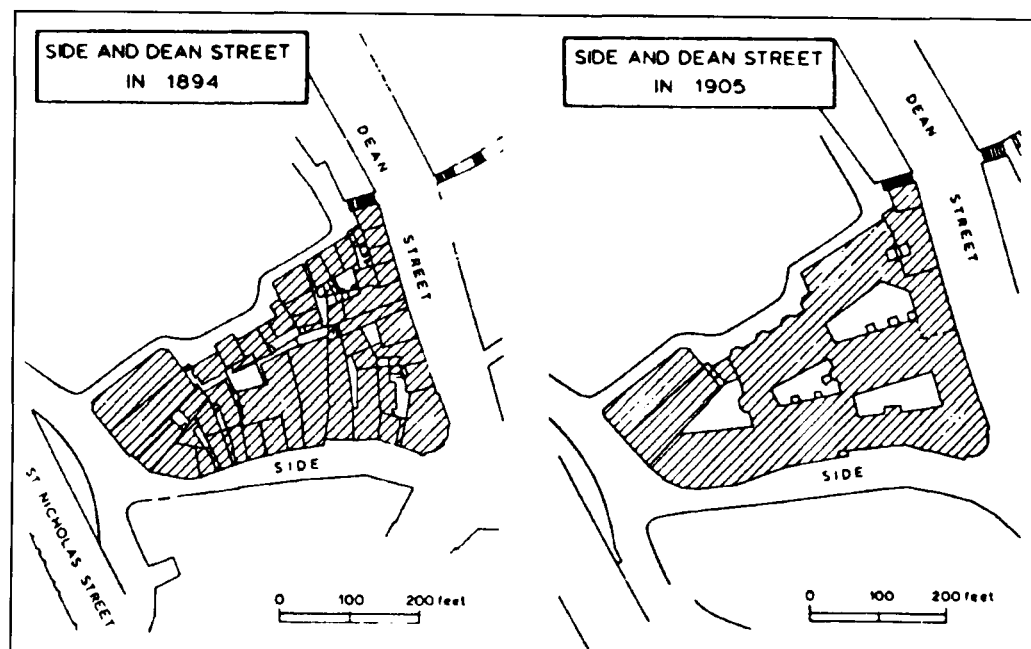 SIDE AND DEAN STREET
IN 1894
DEAN
STREET
SIDE
ST NICHOLAS STREET
0 100 200 feet
SIDE AND DEAN STREET
IN 1905
DEAN
STREET
SIDE
0 100 200 feet